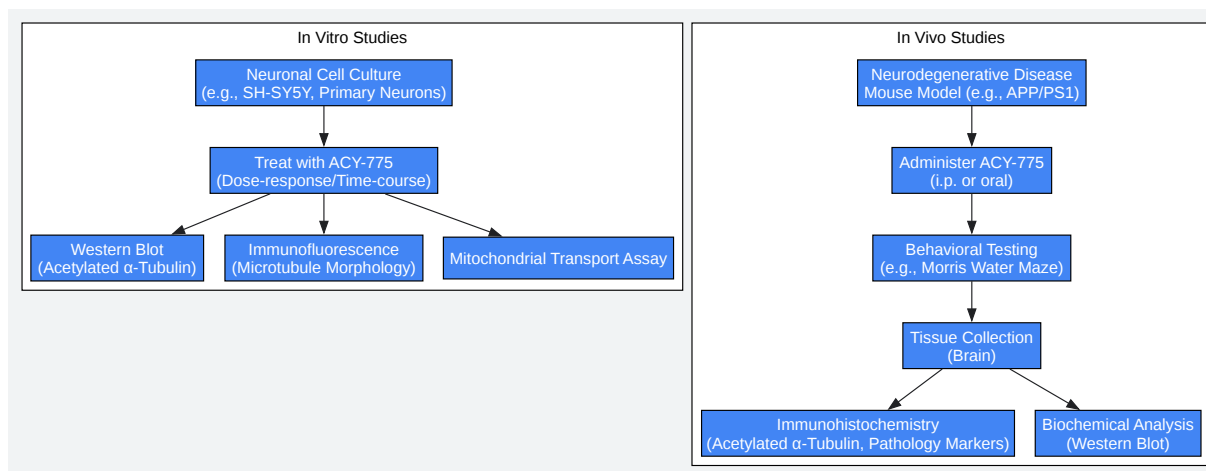 In Vitro Studies
Neuronal Cell Culture
(e.g., SH-SY5Y, Primary Neurons)
Treat with ACY-775
(Dose-response/Time-course)
Western Blot
(Acetylated α-Tubulin)
Immunofluorescence
(Microtubule Morphology)
Mitochondrial Transport Assay
In Vivo Studies
Neurodegenerative Disease
Mouse Model (e.g., APP/PS1)
Administer ACY-775
(i.p. or oral)
Behavioral Testing
(e.g., Morris Water Maze)
Tissue Collection
(Brain)
Immunohistochemistry
(Acetylated α-Tubulin, Pathology Markers)
Biochemical Analysis
(Western Blot)